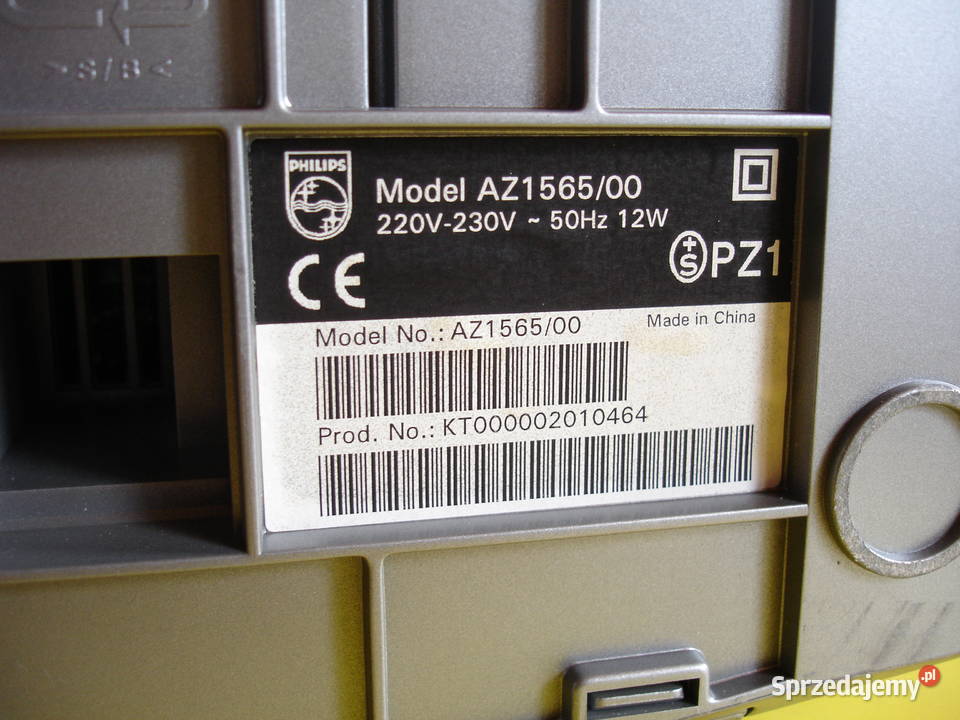 >S/B<
PHILIPS
Model AZ1565/00
220V-230V ~ 50Hz 12W
CE
+S PZ1
Model No.: AZ1565/00
Made in China
Prod. No.: KT000002010464
Sprzedajemy.pl